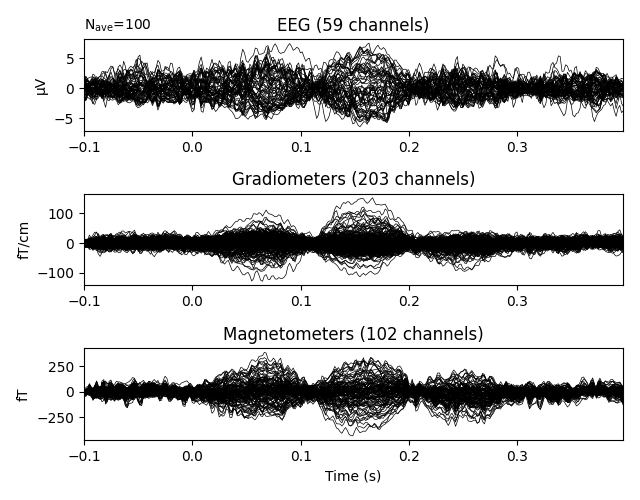 Nave=100
EEG (59 channels)
5
0
−5
µV
−0.1 0.0 0.1 0.2 0.3
Gradiometers (203 channels)
100
0
−100
fT/cm
−0.1 0.0 0.1 0.2 0.3
Magnetometers (102 channels)
250
0
−250
fT
−0.1 0.0 0.1 0.2 0.3
Time (s)